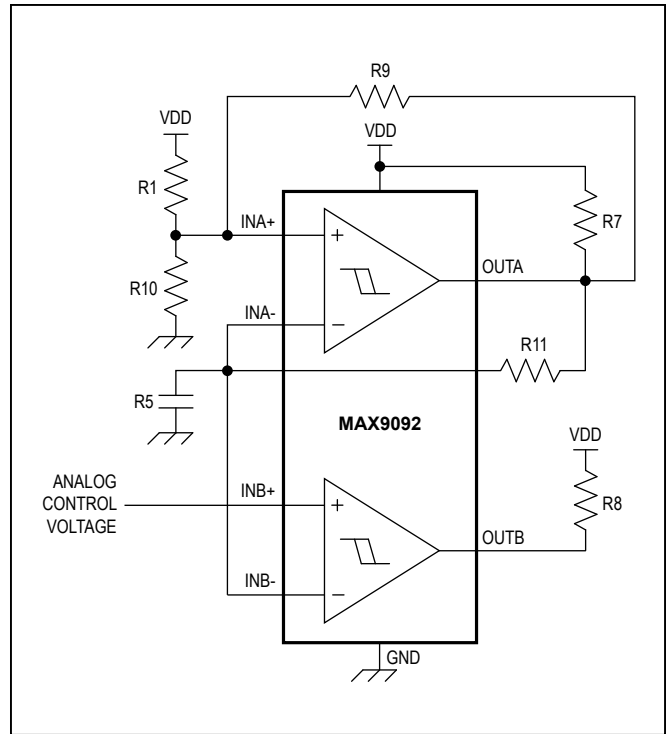 R9
VDD
VDD
R1
INA+
R7
OUTA
R10
INA-
R11
R5
MAX9092
VDD
ANALOG
CONTROL
VOLTAGE
INB+
R8
OUTB
INB-
GND